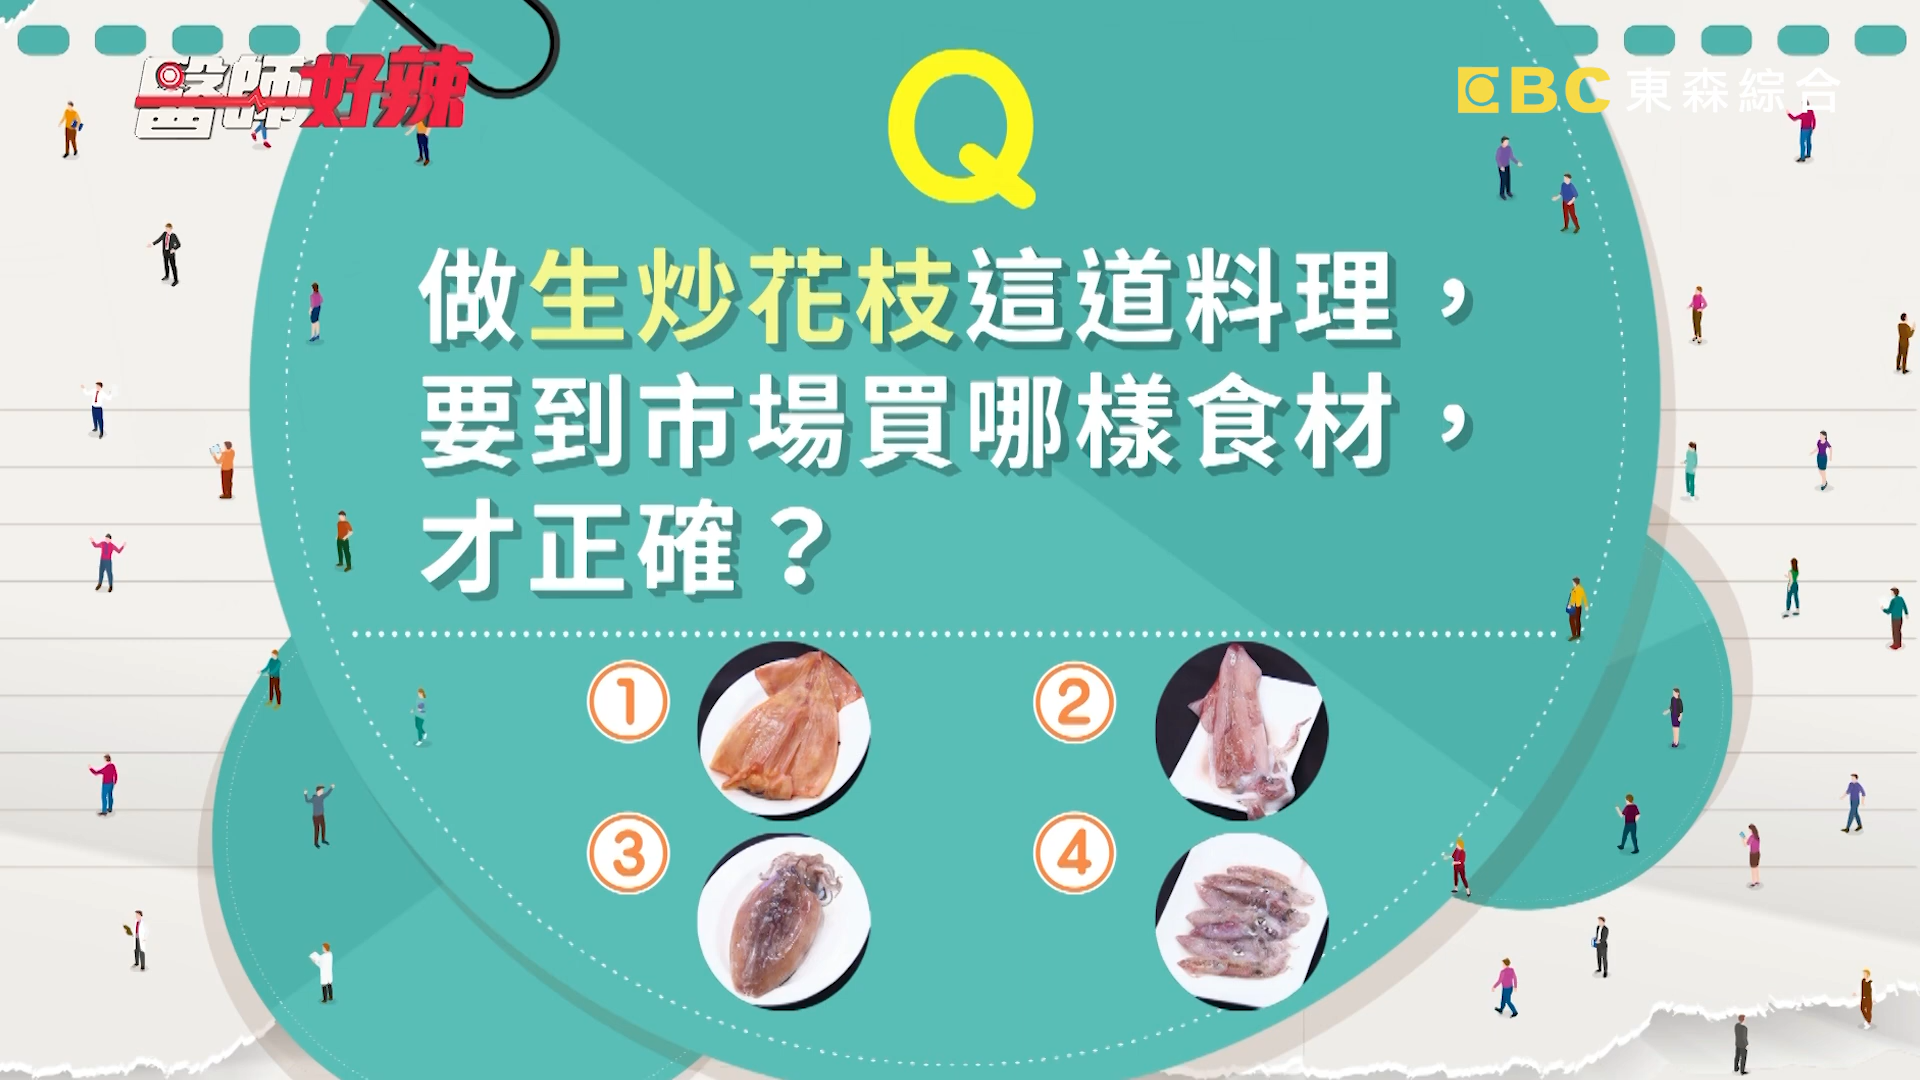 醫師好辣
EBC 東森綜合
Q
做生炒花枝這道料理，
要到市場買哪樣食材，
才正確？
1
2
3
4